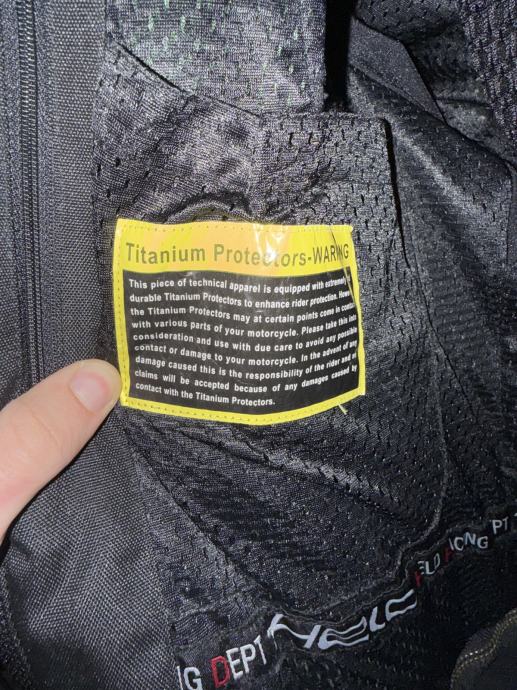 Titanium Protectors-WARNING
This piece of technical apparel is equipped with extremely
durable Titanium Protectors to enhance rider protection.
the Titanium Protectors may at certain points come in contact
with various parts of your motorcycle. Please take this into
consideration and use with due care to avoid any possible
contact or damage to your motorcycle. In the advent of any
damage caused this is the responsibility of the rider and
claims will be accepted because of any damages caused by
contact with the Titanium Protectors.
DEPT